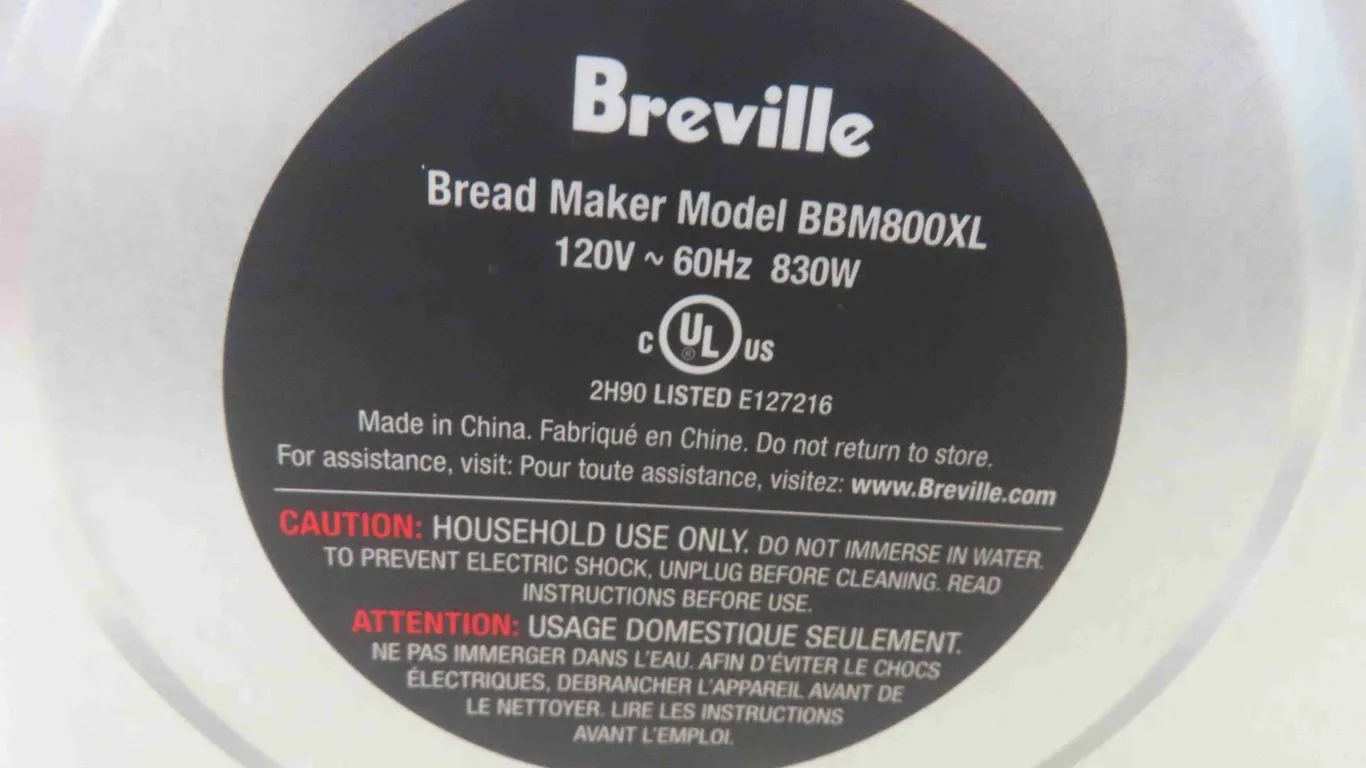 Breville
Bread Maker Model BBM800XL
120V ~ 60Hz 830W
C UL® US
2H90 LISTED E127216
Made in China. Fabriqué en Chine. Do not return to store.
For assistance, visit: Pour toute assistance, visitez: www.Breville.com
CAUTION: HOUSEHOLD USE ONLY. DO NOT IMMERSE IN WATER.
TO PREVENT ELECTRIC SHOCK, UNPLUG BEFORE CLEANING. READ
INSTRUCTIONS BEFORE USE.
ATTENTION: USAGE DOMESTIQUE SEULEMENT.
NE PAS IMMERGER DANS L'EAU. AFIN D'ÉVITER LE CHOCS
ÉLECTRIQUES, DEBRANCHER L'APPAREIL AVANT DE
LE NETTOYER. LIRE LES INSTRUCTIONS
AVANT L'EMPLOI.